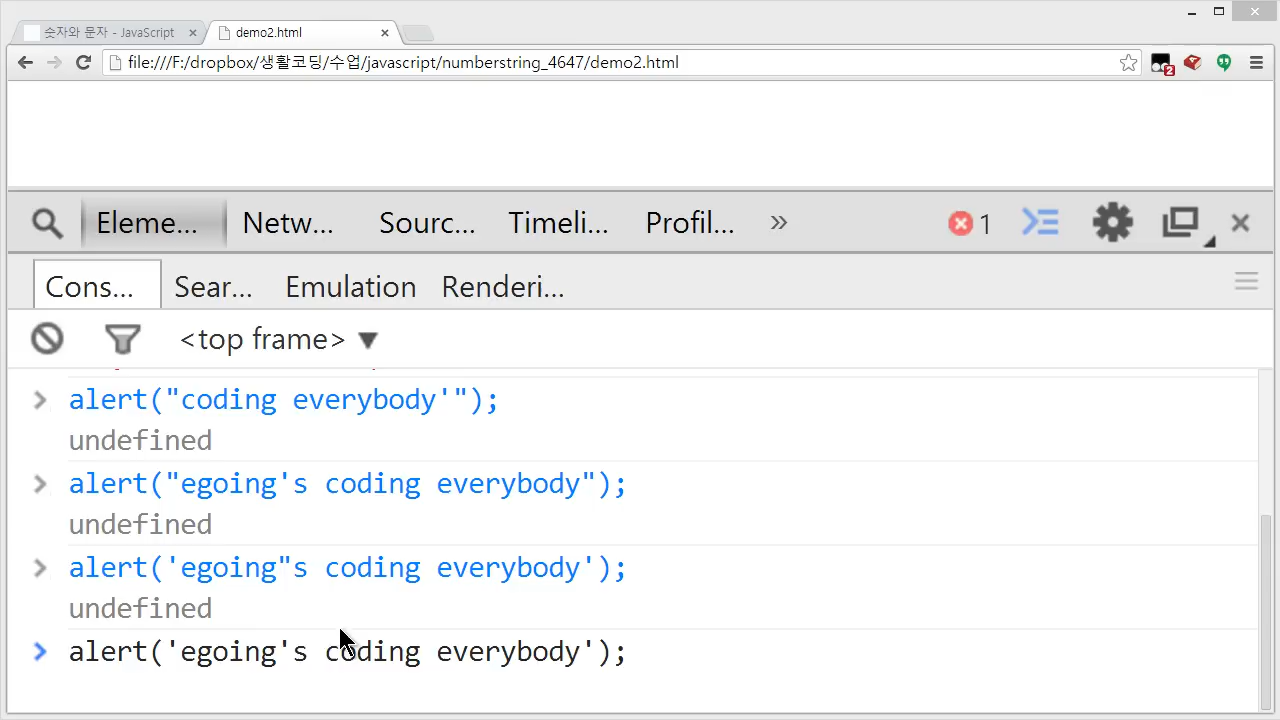 숫자와 문자 - JavaScript
demo2.html
file:///F:/dropbox/생활코딩/수업/javascript/numberstring_4647/demo2.html
2
Eleme... Netw... Sourc... Timeli... Profil... » 1
Cons... Sear... Emulation Renderi...
<top frame>
alert("coding everybody'");
undefined
alert("egoing's coding everybody");
undefined
alert('egoing"s coding everybody');
undefined
alert('egoing's coding everybody');